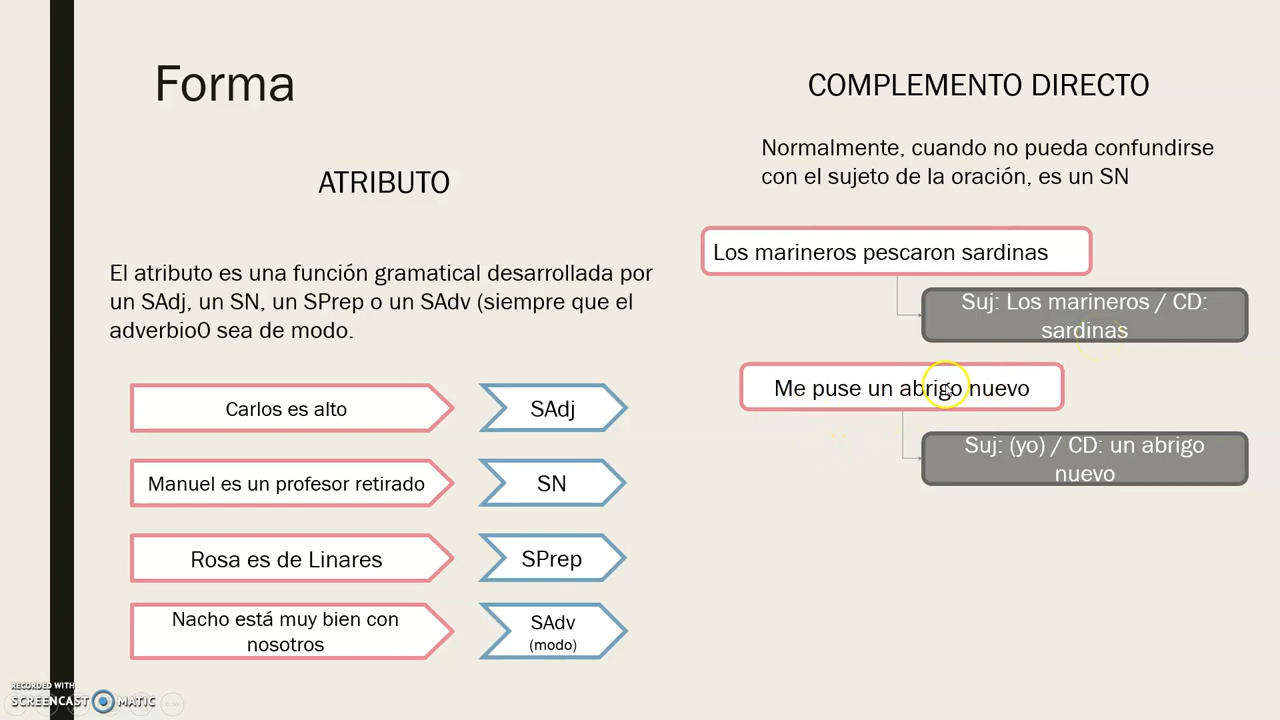 Forma
ATRIBUTO
El atributo es una función gramatical desarrollada por
un SAdj, un SN, un SPrep o un SAdv (siempre que el
adverbio0 sea de modo.
Carlos es alto
SAdj
Manuel es un profesor retirado
SN
Rosa es de Linares
SPrep
Nacho está muy bien con
nosotros
SAdv
(modo)
COMPLEMENTO DIRECTO
Normalmente, cuando no pueda confundirse
con el sujeto de la oración, es un SN
Los marineros pescaron sardinas
Suj: Los marineros / CD:
sardinas
Me puse un abrigo nuevo
Suj: (yo) / CD: un abrigo
nuevo
RECORDED WITH
SCREENCAST MATIC